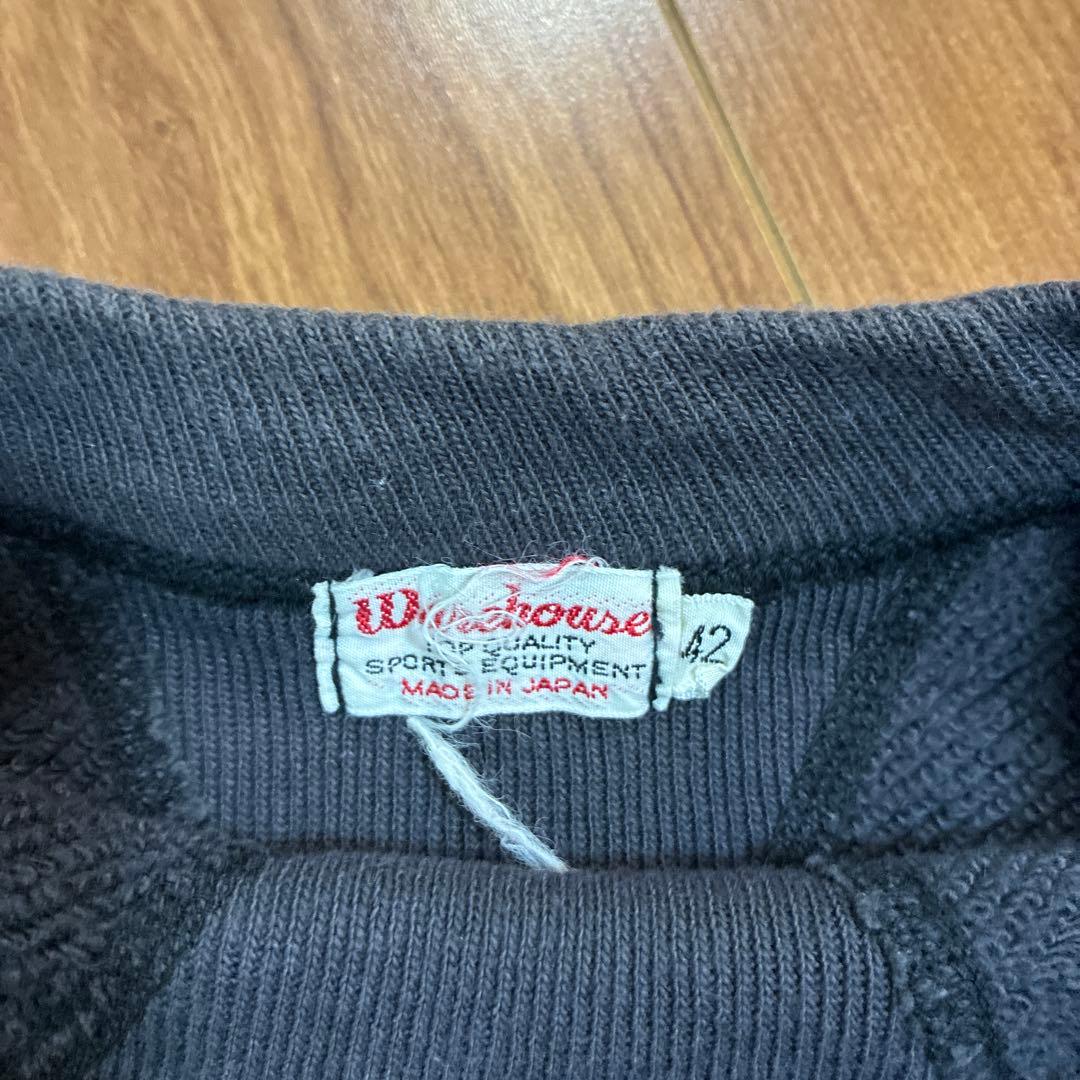 Warehouse
TOP QUALITY
SPORTS EQUIPMENT
MADE IN JAPAN
42